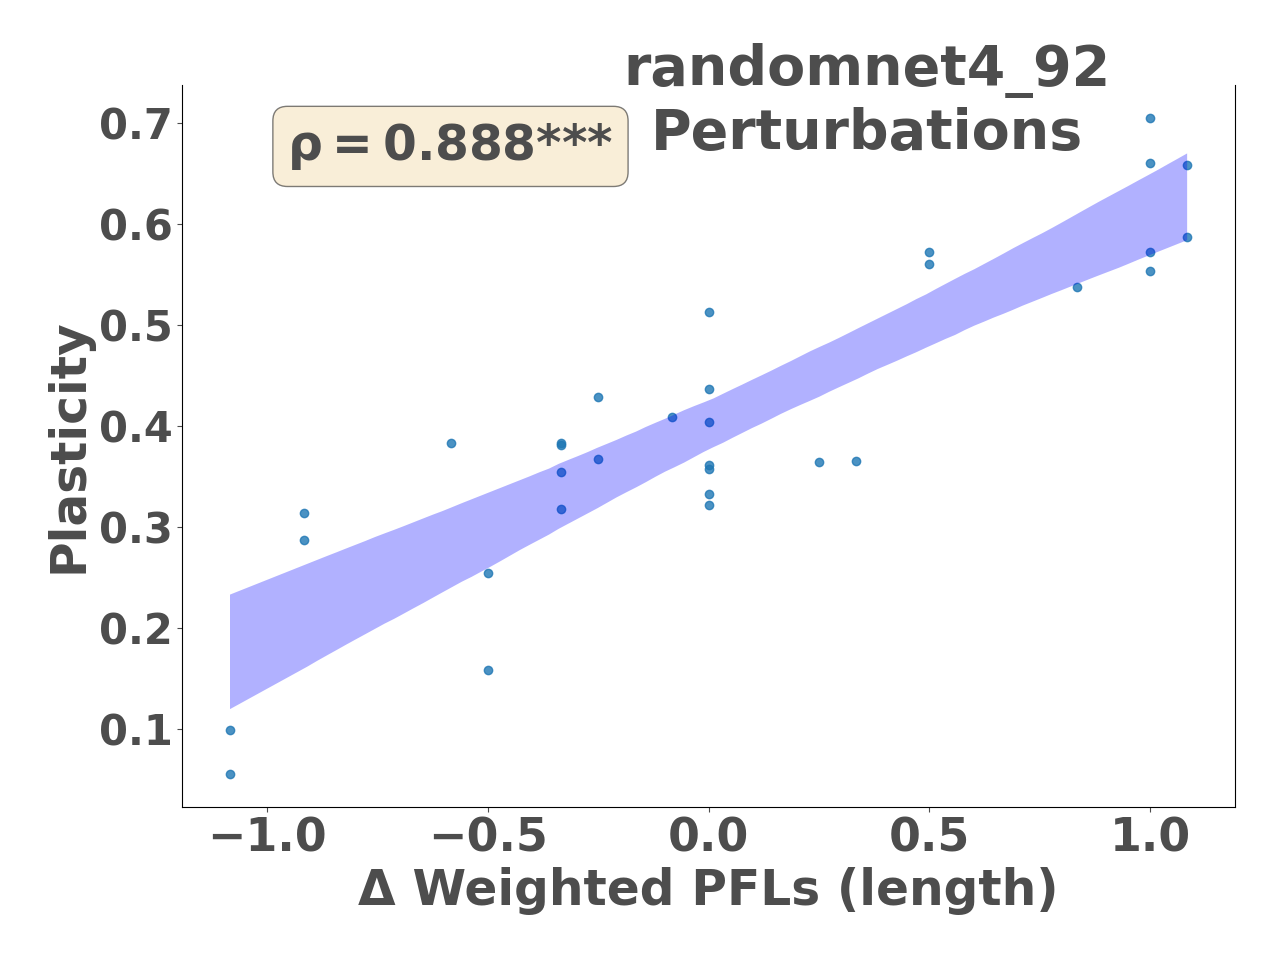 randomnet4_92
Perturbations
ρ = 0.888***
0.7
0.6
0.5
0.4
0.3
0.2
0.1
Plasticity
−1.0 −0.5 0.0 0.5 1.0
Δ Weighted PFLs (length)